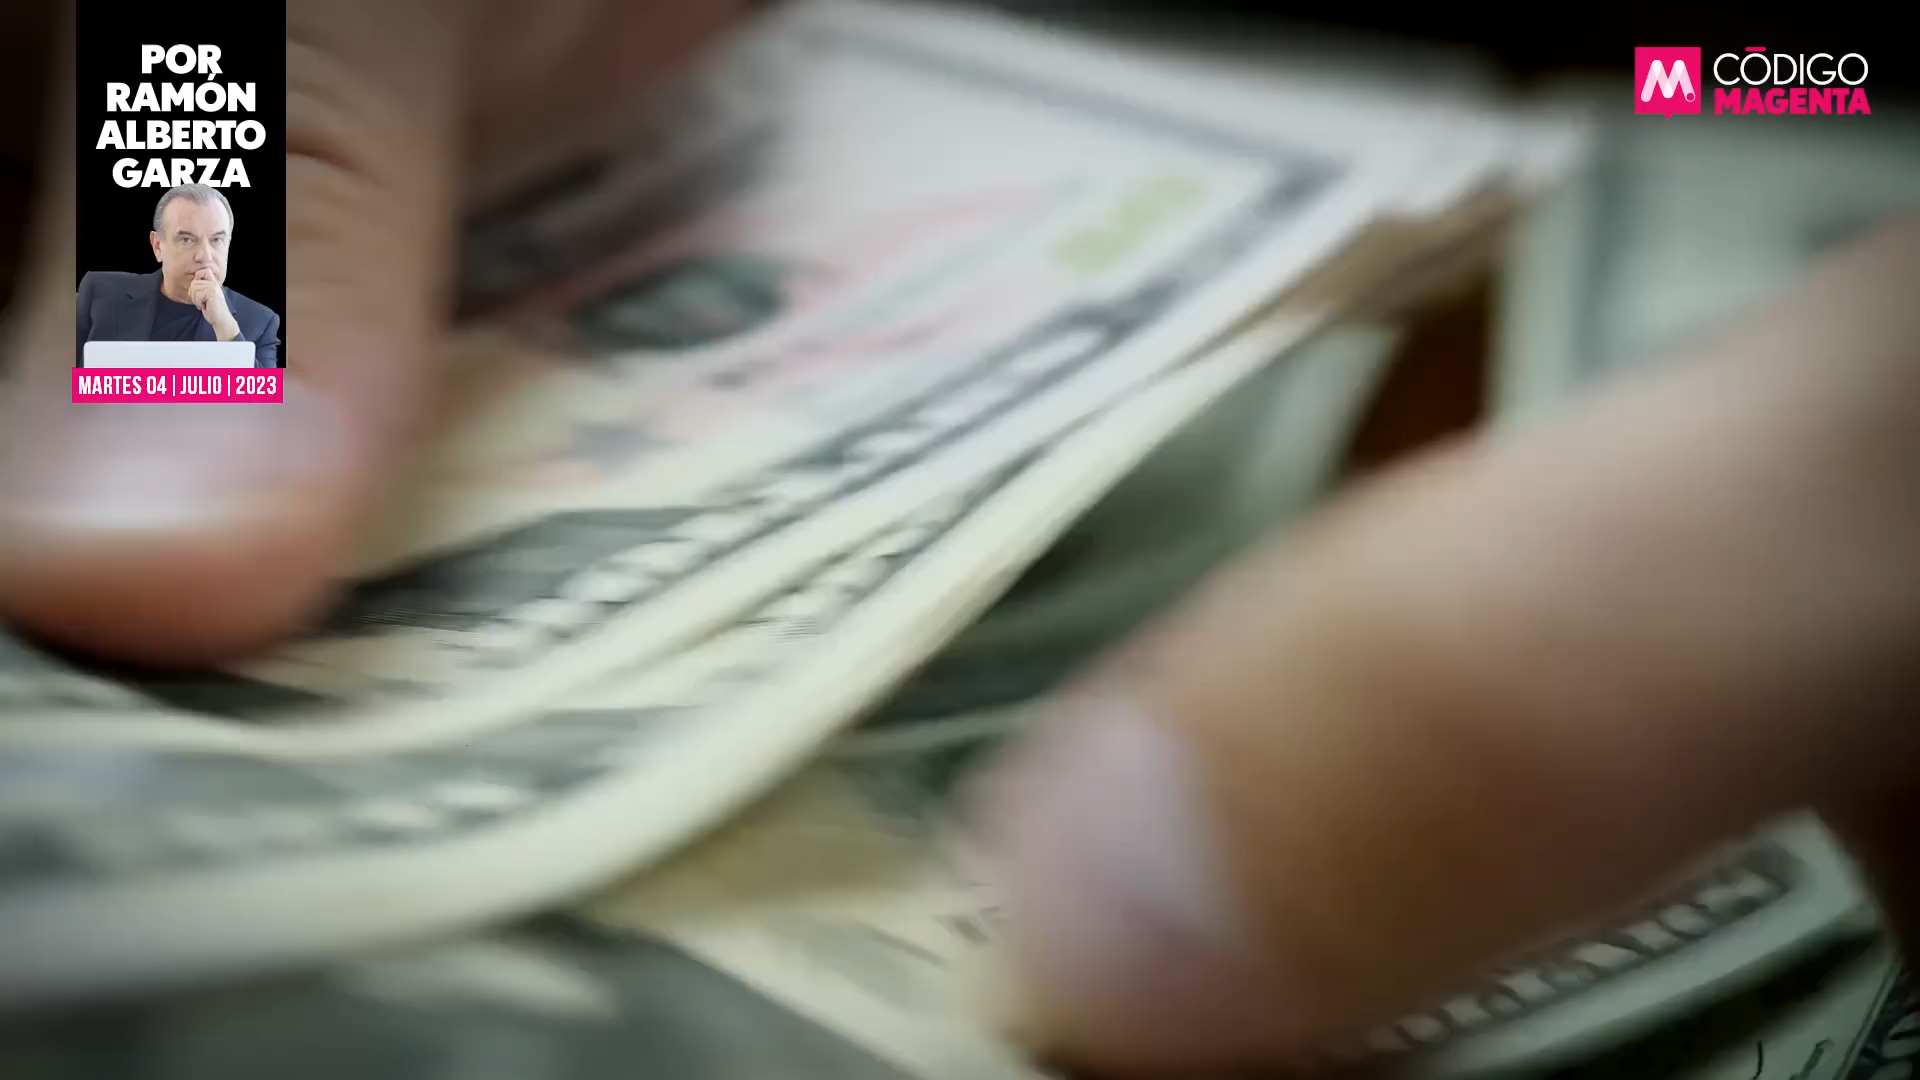 POR
RAMÓN
ALBERTO
GARZA
MARTES 04 | JULIO | 2023
CÓDIGO
MAGENTA